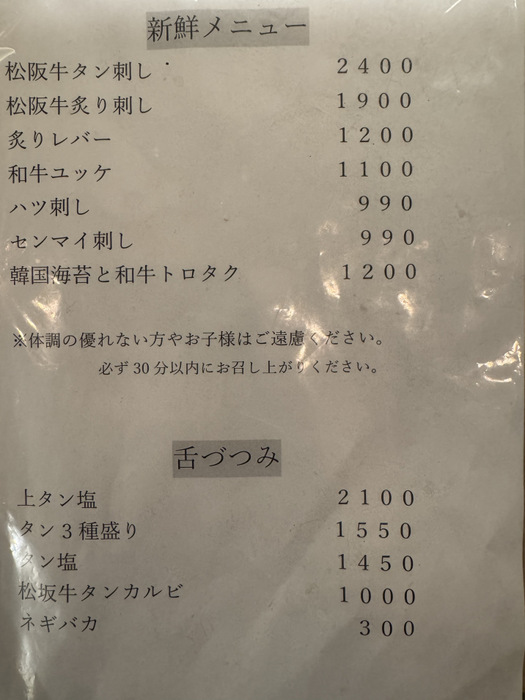 新鮮メニュー
松阪牛タン刺し 2400
松阪牛炙り刺し 1900
炙りレバー 1200
和牛ユッケ 1100
ハツ刺し 990
センマイ刺し 990
韓国海苔と和牛トロタク 1200
※体調の優れない方やお子様はご遠慮ください。
必ず30分以内にお召し上がりください。
舌づつみ
上タン塩 2100
タン3種盛り 1550
タン塩 1450
松坂牛タンカルビ 1000
ネギバカ 300